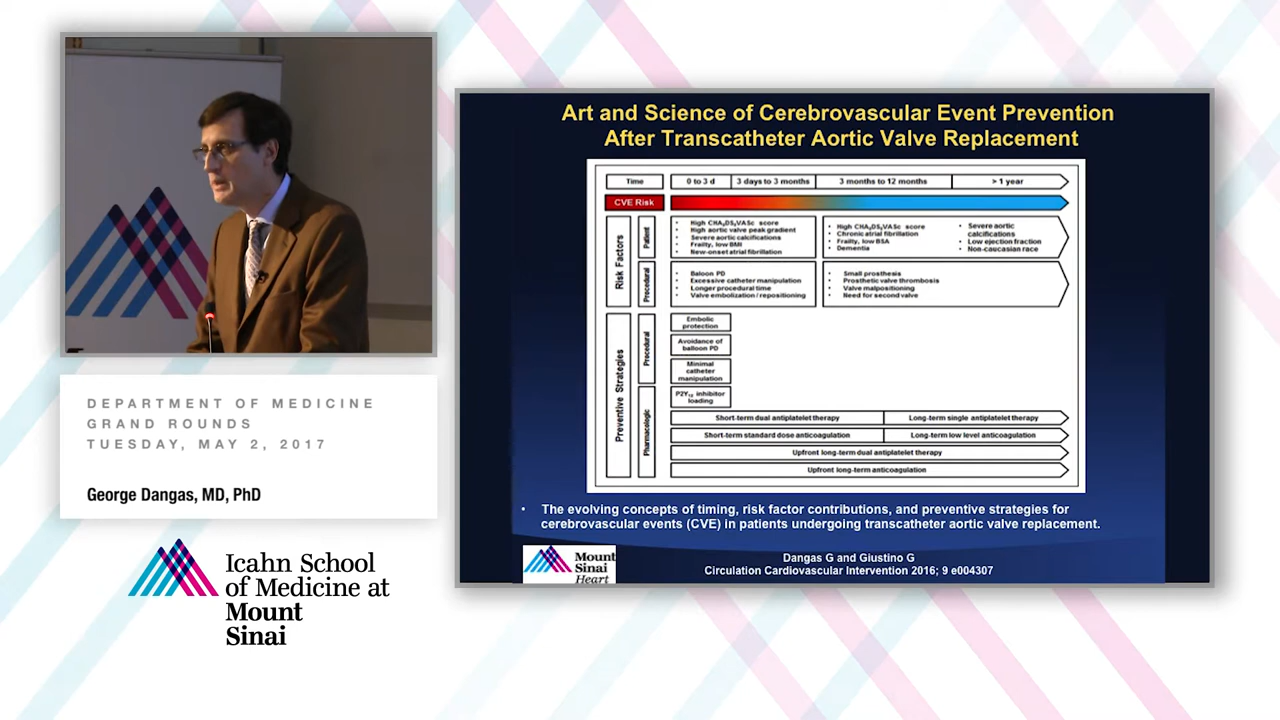 DEPARTMENT OF MEDICINE
GRAND ROUNDS
TUESDAY, MAY 2, 2017
George Dangas, MD, PhD
Icahn School
of Medicine at
Mount
Sinai
Art and Science of Cerebrovascular Event Prevention
After Transcatheter Aortic Valve Replacement
Time
0 to 3 d
3 days to 3 months
3 months to 12 months
> 1 year
CVE Risk
Risk Factors
Patient
• High CHA₂DS₂VASc score
• High aortic valve peak gradient
• Severe aortic calcifications
• Frailty, low BMI
• New-onset atrial fibrillation
• High CHA₂DS₂VASc score
• Chronic atrial fibrillation
• Frailty, low BSA
• Dementia
• Severe aortic
calcifications
• Low ejection fraction
• Non-caucasian race
Procedural
• Baloon PD
• Excessive catheter manipulation
• Longer procedural time
• Valve embolization / repositioning
• Small prosthesis
• Prosthetic valve thrombosis
• Valve malpositioning
• Need for second valve
Preventive Strategies
Procedural
Embolic
protection
Avoidance of
balloon PD
Minimal
catheter
manipulation
Pharmacologic
P2Y₁₂ inhibitor
loading
Short-term dual antiplatelet therapy
Long-term single antiplatelet therapy
Short-term standard dose anticoagulation
Long-term low level anticoagulation
Upfront long-term dual antiplatelet therapy
Upfront long-term anticoagulation
• The evolving concepts of timing, risk factor contributions, and preventive strategies for
cerebrovascular events (CVE) in patients undergoing transcatheter aortic valve replacement.
Mount
Sinai
Heart
Dangas G and Giustino G
Circulation Cardiovascular Intervention 2016; 9 e004307